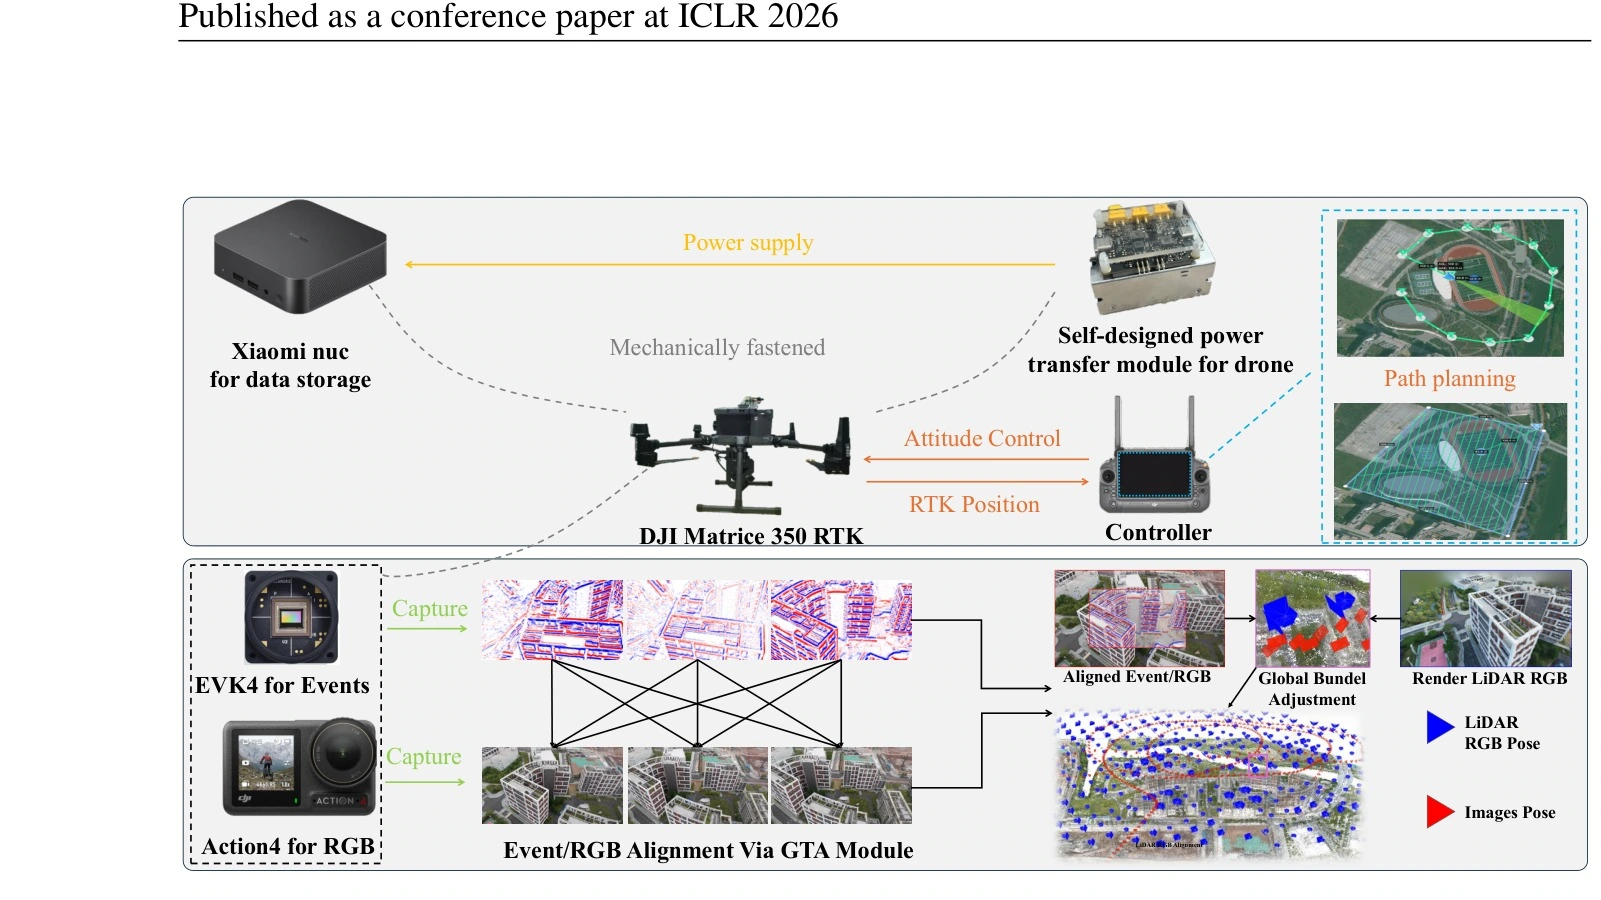 Published as a conference paper at ICLR 2026
Power supply
Xiaomi nuc
for data storage
Mechanically fastened
Self-designed power
transfer module for drone
Path planning
Attitude Control
RTK Position
DJI Matrice 350 RTK
Controller
Capture
EVK4 for Events
Capture
ACTION 4
dji
Action4 for RGB
Event/RGB Alignment Via GTA Module
Aligned Event/RGB
Global Bundel
Adjustment
Render LiDAR RGB
LiDAR
RGB Pose
Images Pose